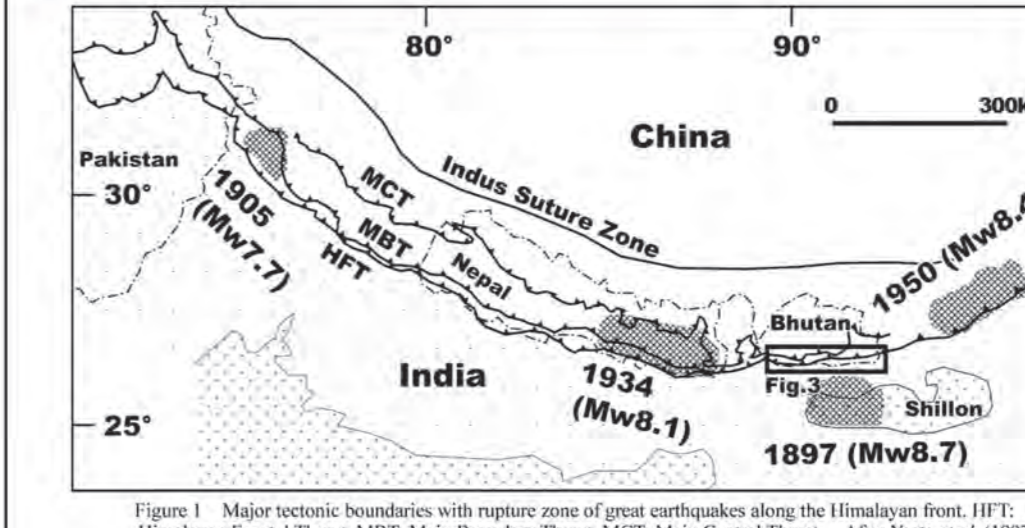 80° 90°
0 300k
China
Pakistan
Indus Suture Zone
MCT
30°
1905
(Mw7.7)
MBT
HFT
Nepal
1950 (Mw8.4
Bhutan
India
1934
(Mw8.1)
Fig.3
Shillon
25°
1897 (Mw8.7)
Figure 1 Major tectonic boundaries with rupture zone of great earthquakes along the Himalayan front. HFT;